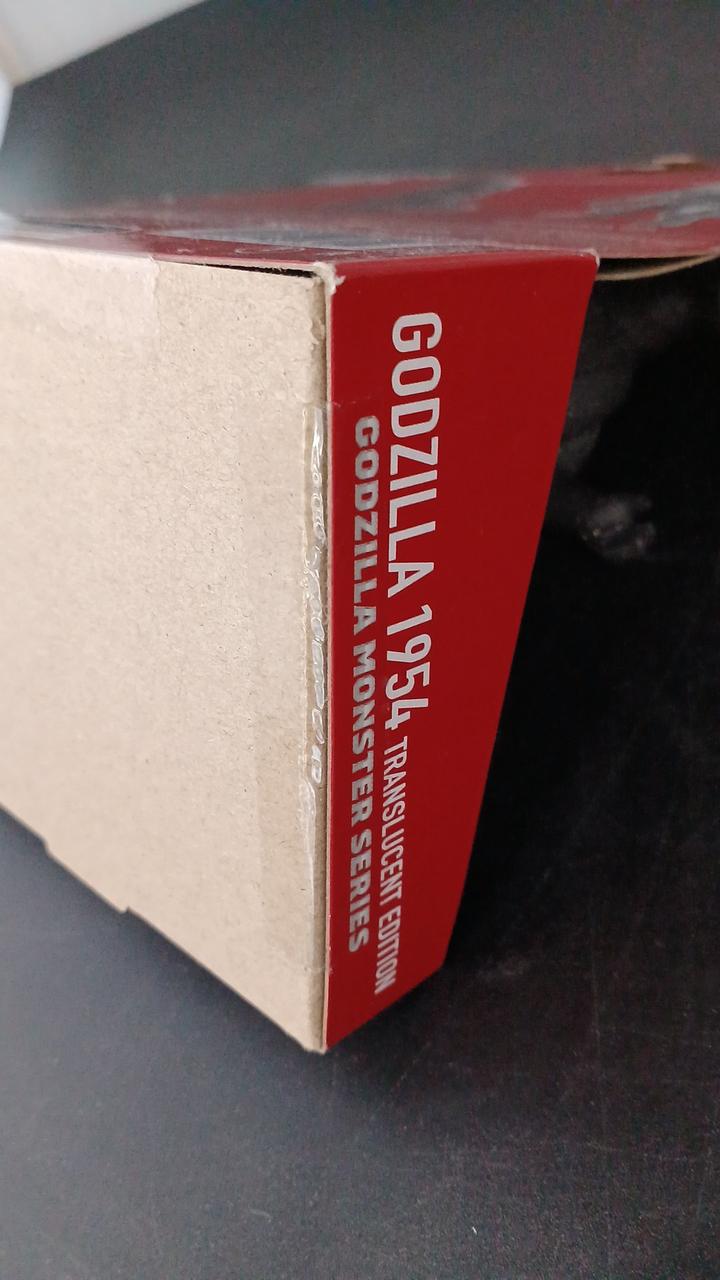 GODZILLA 1954 TRANSLUCENT EDITION
GODZILLA MONSTER SERIES